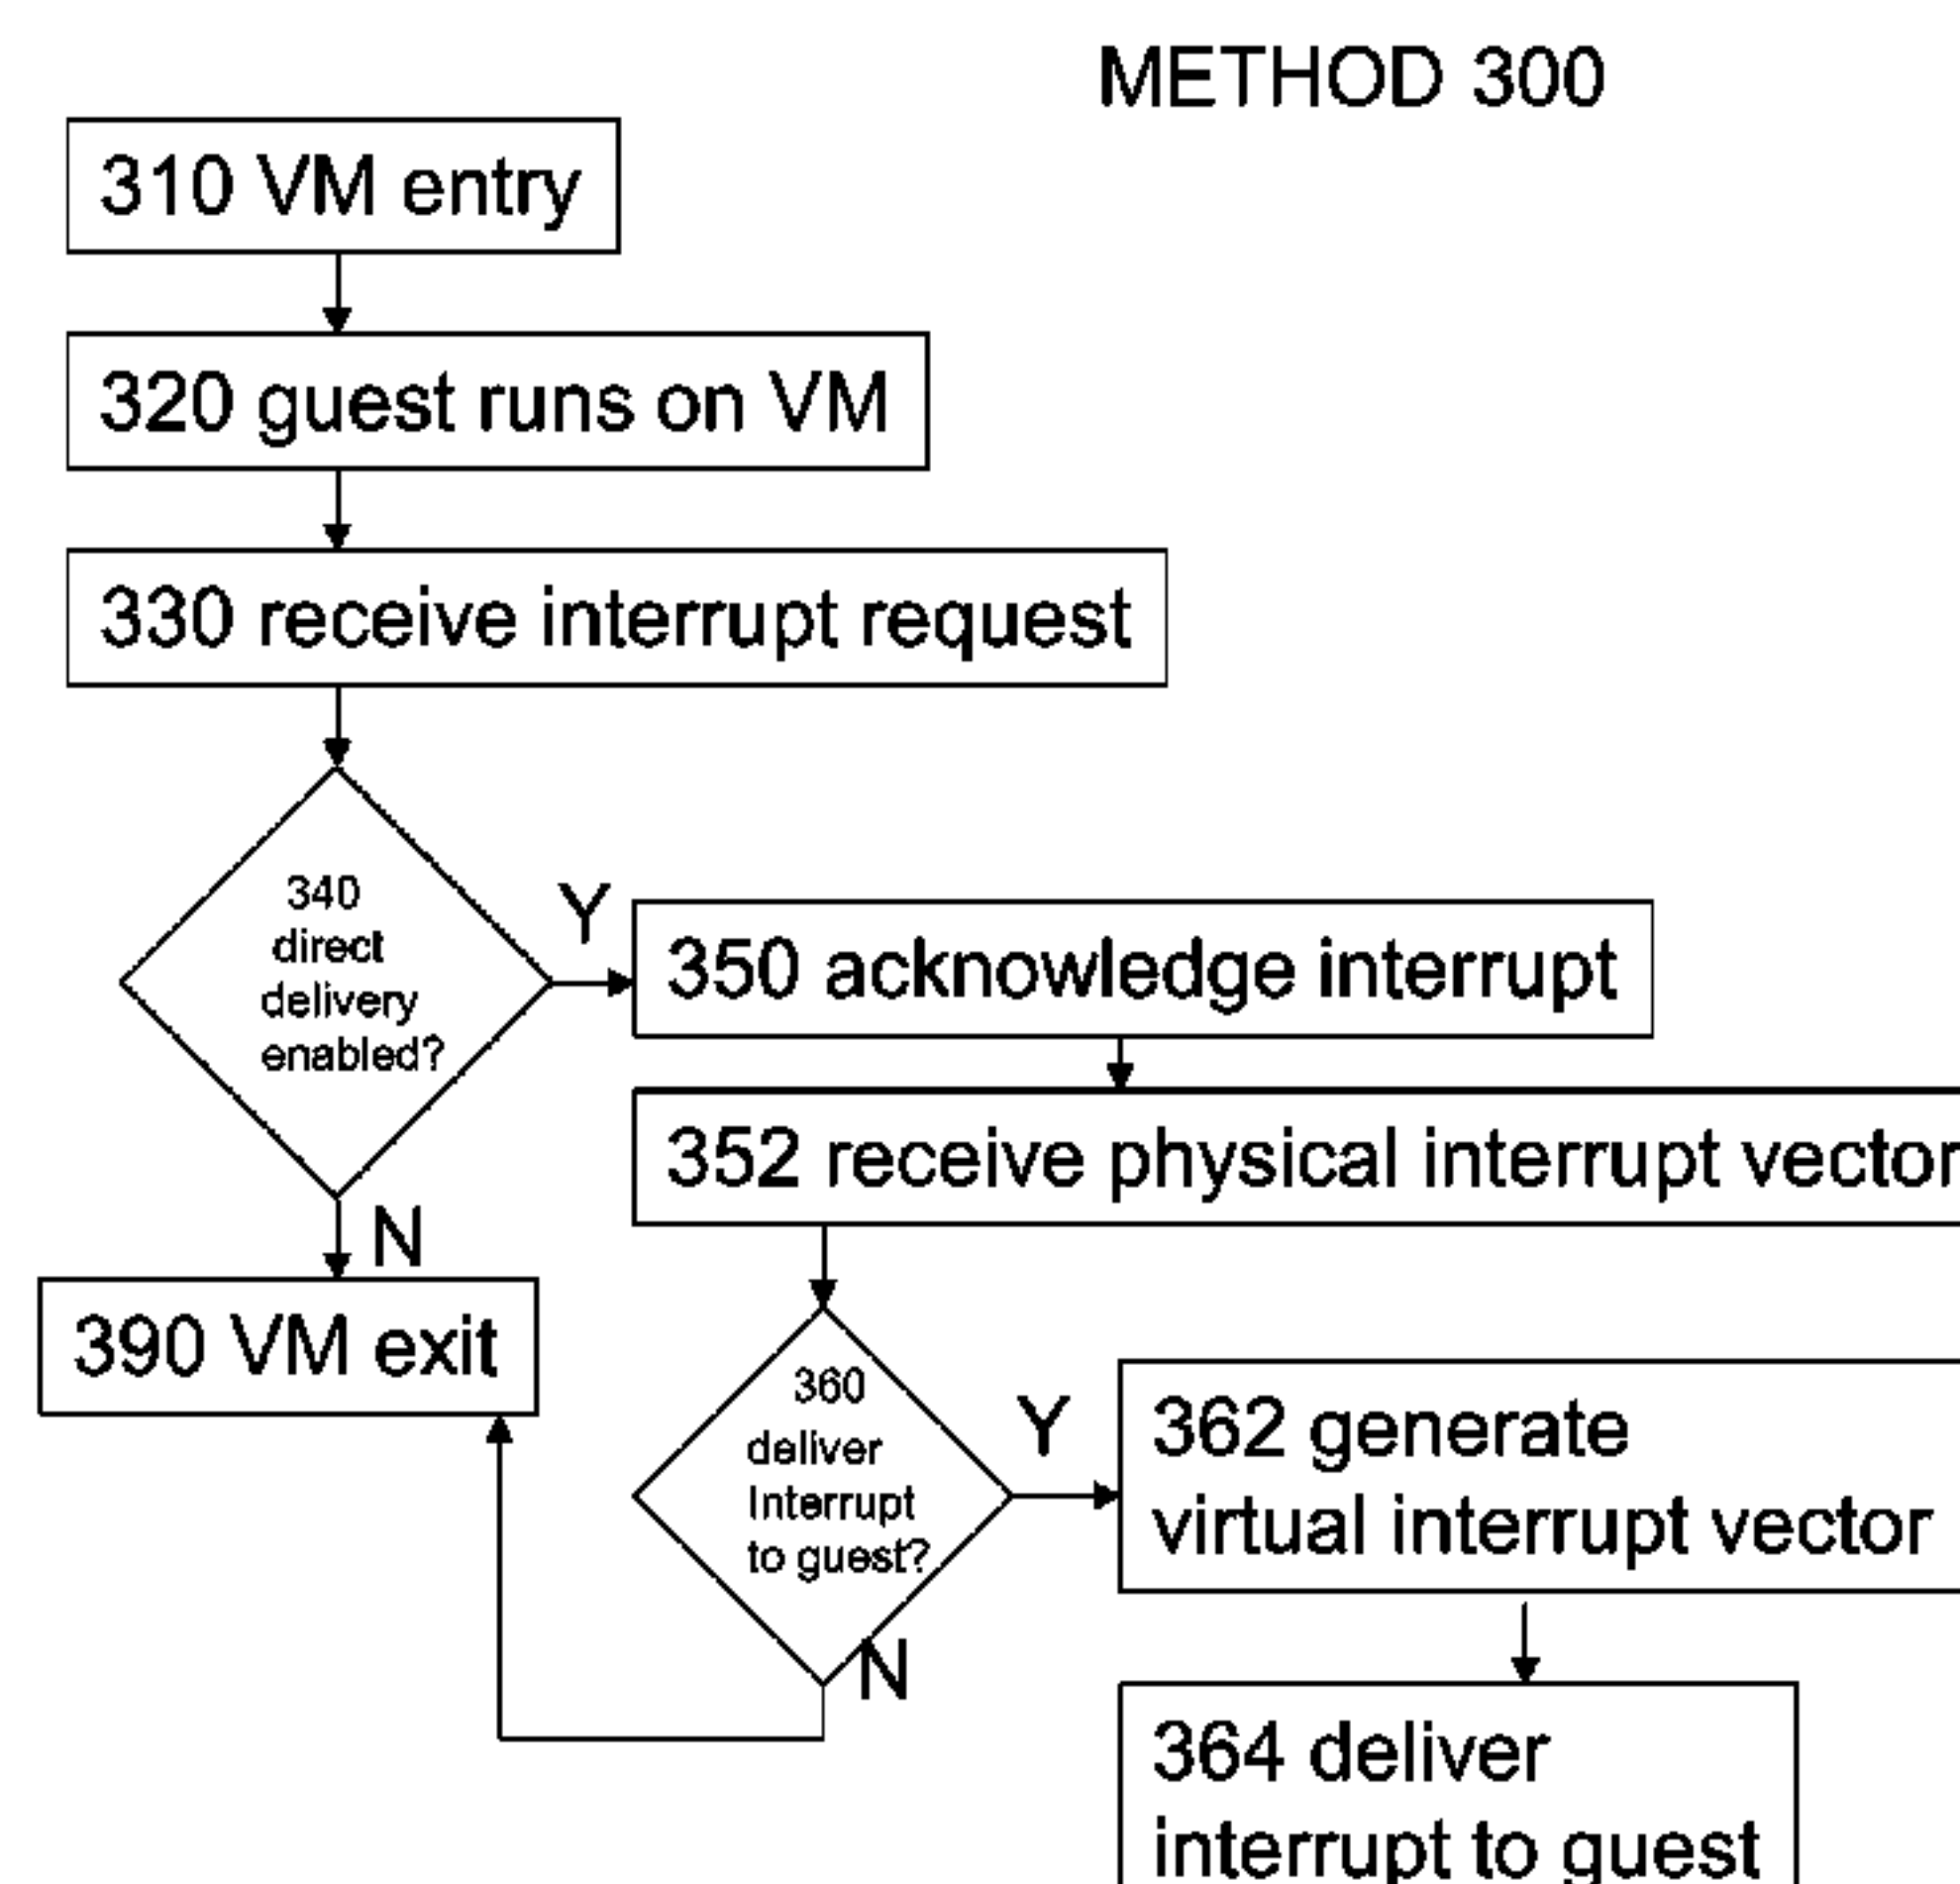 METHOD 300
310 VM entry
320 guest runs on VM
330 receive interrupt request
340
direct
delivery
enabled?
Y
N
350 acknowledge interrupt
352 receive physical interrupt vector
390 VM exit
360
deliver
Interrupt
to guest?
Y
N
362 generate
virtual interrupt vector
364 deliver
interrupt to guest